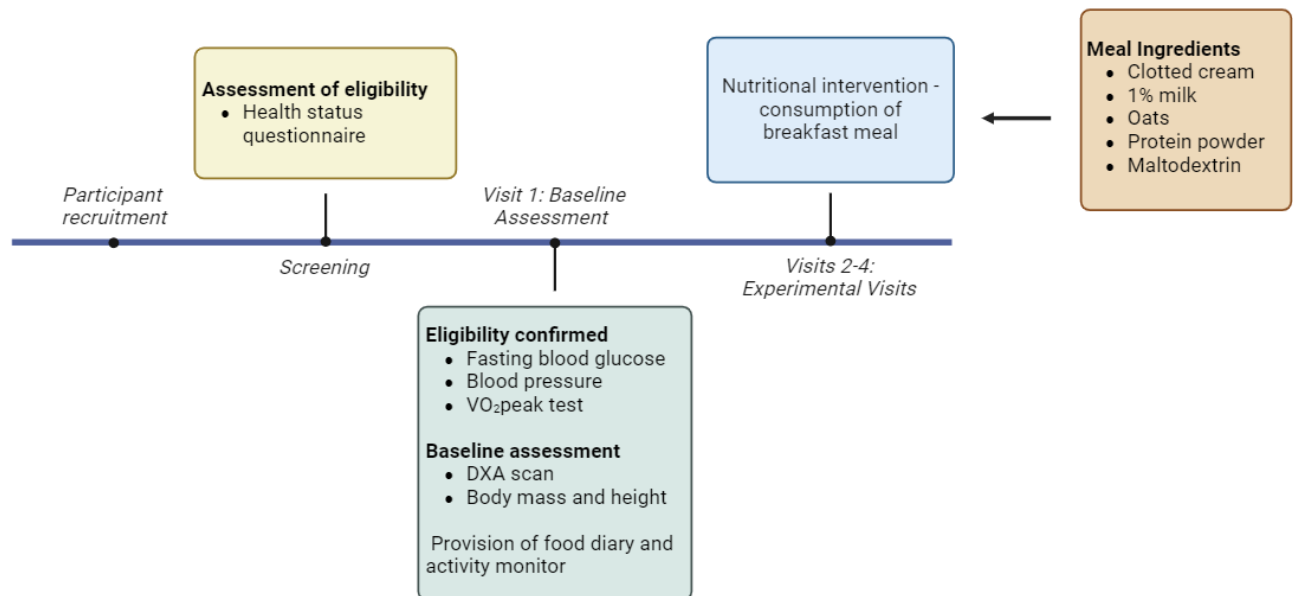 Assessment of eligibility
• Health status
questionnaire
Nutritional intervention -
consumption of
breakfast meal
Meal Ingredients
• Clotted cream
• 1% milk
• Oats
• Protein powder
• Maltodextrin
Participant
recruitment
Screening
Visit 1: Baseline
Assessment
Visits 2-4:
Experimental Visits
Eligibility confirmed
• Fasting blood glucose
• Blood pressure
• VO₂peak test
Baseline assessment
• DXA scan
• Body mass and height
Provision of food diary and
activity monitor